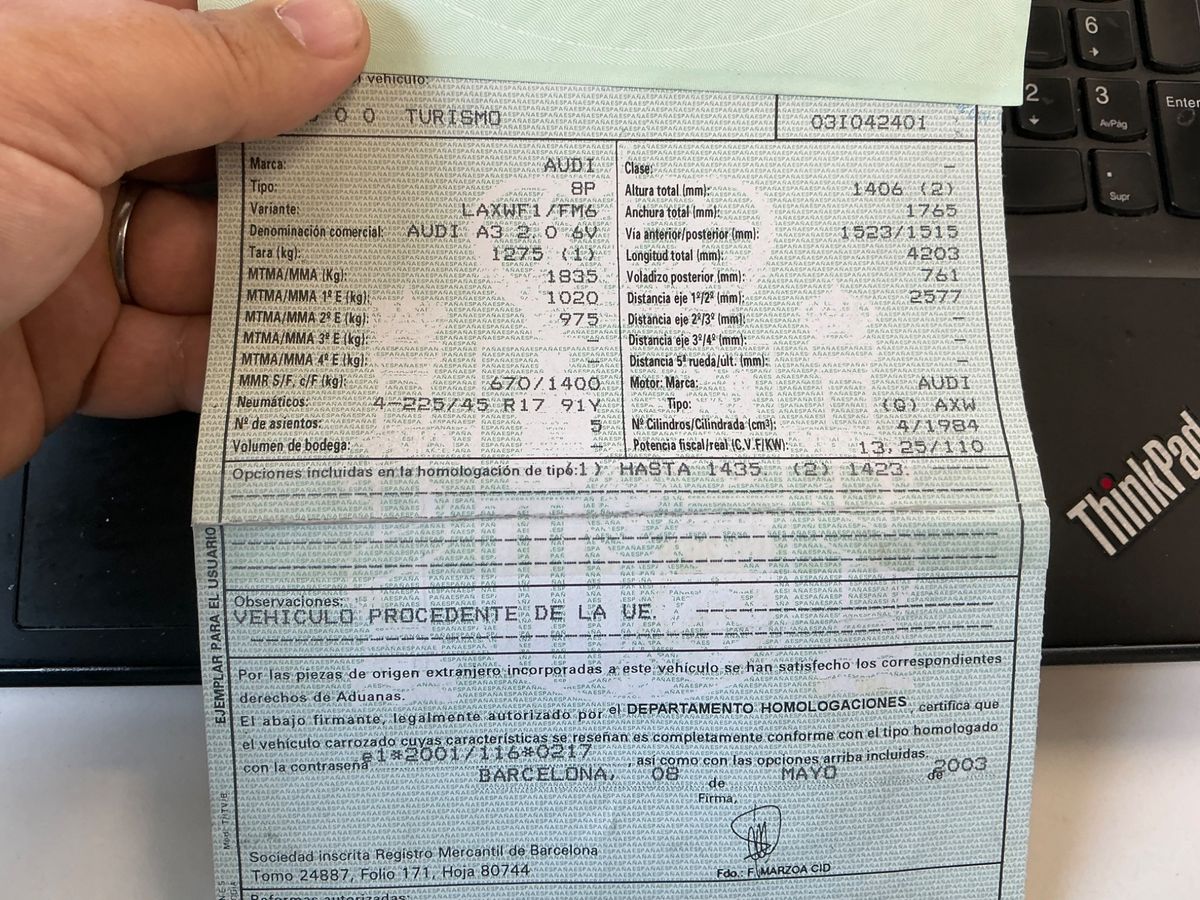 vehículo:
0 0 TURISMO
03I042401
Marca: AUDI
Tipo: 8P
Variante: LAXWF1/FM6
Denominación comercial: AUDI A3 2.0 6V
Tara (kg): 1275 (1)
MTMA/MMA (Kg): 1835
MTMA/MMA 1º E (kg): 1020
MTMA/MMA 2º E (kg): 975
MTMA/MMA 3º E (kg): –
MTMA/MMA 4º E (kg): –
MMR S/F. c/F (kg): 670/1400
Neumáticos: 4-225/45 R17 91Y
Nº de asientos: 5
Volumen de bodega: –
Clase: –
Altura total (mm): 1406 (2)
Anchura total (mm): 1765
Via anterior/posterior (mm): 1523/1515
Longitud total (mm): 4203
Voladizo posterior (mm): 761
Distancia eje 1º/2º (mm): 2577
Distancia eje 2º/3º (mm): –
Distancia eje 3º/4º (mm): –
Distancia 5ª rueda/ult. (mm): –
Motor: Marca: AUDI
Tipo: (Q) AXW
Nº Cilindros/Cilindrada (cm³): 4/1984
Potencia fiscal/real (C.V.F/KW): 13,25/110
Opciones incluidas en la homologación de tipo: 1) HASTA 1435 (2) 1423
Observaciones:
VEHICULO PROCEDENTE DE LA UE.
Por las piezas de origen extranjero incorporadas a este vehículo se han satisfecho los correspondientes
derechos de Aduanas.
El abajo firmante, legalmente autorizado por el DEPARTAMENTO HOMOLOGACIONES, certifica que
el vehículo carrozado cuyas características se reseñan es completamente conforme con el tipo homologado
con la contraseña e1*2001/116*0217, así como con las opciones arriba incluidas.
BARCELONA, 08 de MAYO de 2003
Firma,
Fdo.: F. MARZOA CID
Sociedad inscrita Registro Mercantil de Barcelona
Tomo 24887, Folio 171, Hoja 80744
Reformas autorizadas:
EJEMPLAR PARA EL USUARIO
ThinkPad
6
2
3
AvPág
Enter
.
Supr